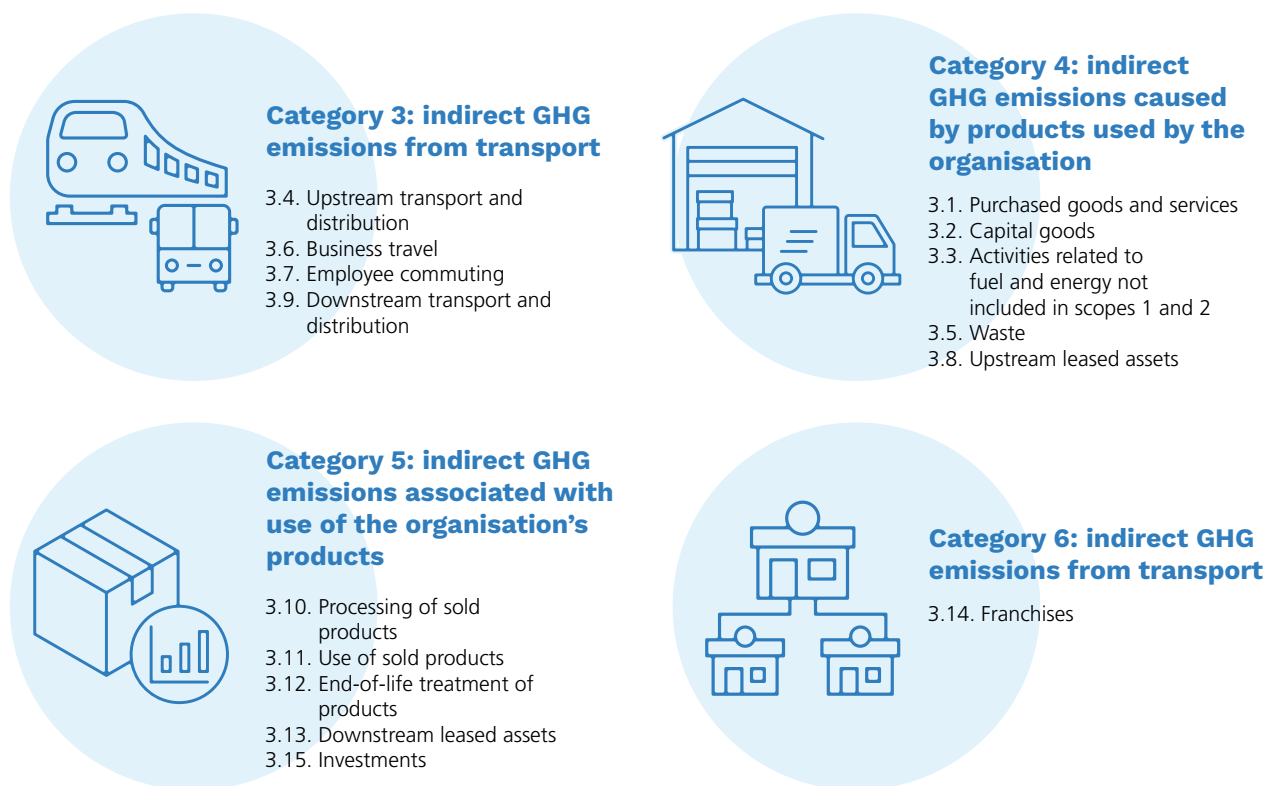 Category 3: indirect GHG
emissions from transport
3.4. Upstream transport and
distribution
3.6. Business travel
3.7. Employee commuting
3.9. Downstream transport and
distribution
Category 4: indirect
GHG emissions caused
by products used by the
organisation
3.1. Purchased goods and services
3.2. Capital goods
3.3. Activities related to
fuel and energy not
included in scopes 1 and 2
3.5. Waste
3.8. Upstream leased assets
Category 5: indirect GHG
emissions associated with
use of the organisation’s
products
3.10. Processing of sold
products
3.11. Use of sold products
3.12. End-of-life treatment of
products
3.13. Downstream leased assets
3.15. Investments
Category 6: indirect GHG
emissions from transport
3.14. Franchises